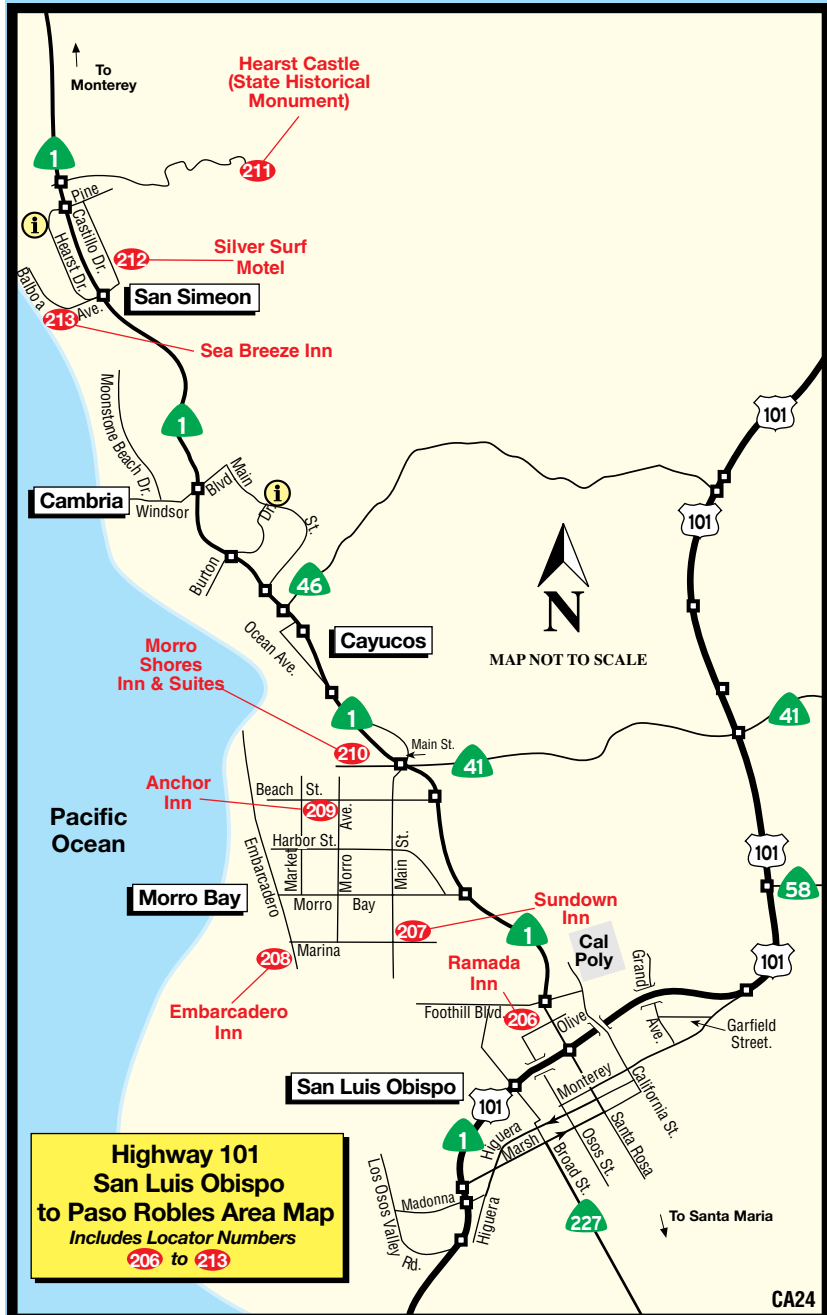 To
Monterey
Hearst Castle
(State Historical
Monument)
1
211
Pine
i
Castillo Dr.
Hearst Dr.
212
Silver Surf
Motel
San Simeon
Balboa
Ave.
213
Sea Breeze Inn
Moonstone Beach Dr.
1
101
Main
Blvd
i
Cambria
Windsor
Dr.
St.
101
Burton
46
N
MAP NOT TO SCALE
Ocean Ave.
Cayucos
Morro
Shores
Inn & Suites
1
210
Main St.
41
41
Anchor
Inn
Beach St.
209
Ave.
Pacific
Ocean
Embarcadero
Harbor St.
Market
Morro
Main St.
101
58
Morro Bay
Morro Bay
Sundown
Inn
207
1
Cal
Poly
101
Marina
208
Ramada
Inn
Grand
Embarcadero
Inn
Foothill Blvd.
206
Olive
Ave.
Garfield
Street.
San Luis Obispo
101
Monterey
California St.
1
Higuera
Marsh
Santa Rosa
Osos St.
Broad St.
Los Osos Valley
Rd.
Madonna
Higuera
227
To Santa Maria
Highway 101
San Luis Obispo
to Paso Robles Area Map
Includes Locator Numbers
206 to 213
CA24